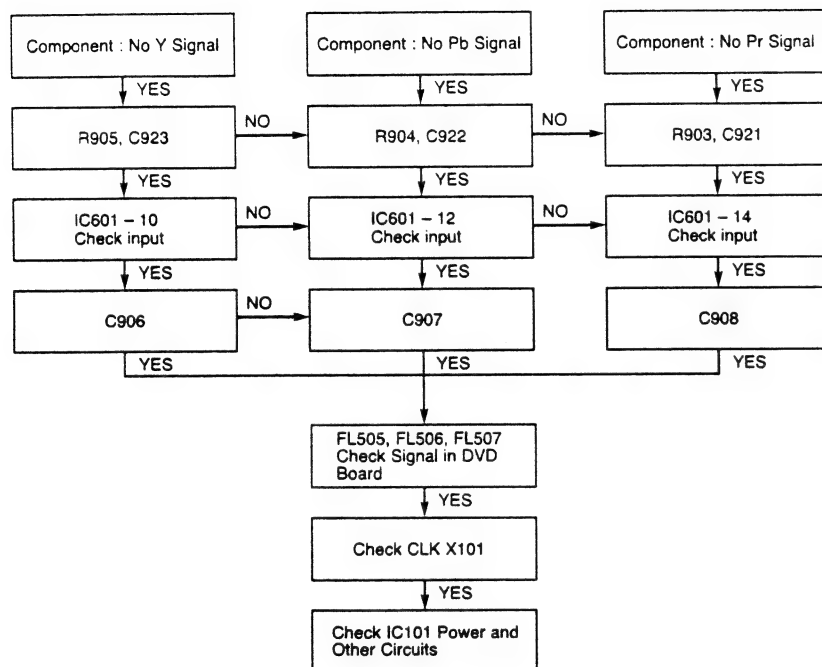 Component : No Y Signal
Component : No Pb Signal
Component : No Pr Signal
YES
YES
YES
R905, C923
NO
R904, C922
NO
R903, C921
YES
YES
YES
IC601 – 10
Check input
NO
IC601 – 12
Check input
NO
IC601 – 14
Check input
YES
YES
YES
C906
NO
C907
C908
YES
YES
YES
FL505, FL506, FL507
Check Signal in DVD
Board
YES
Check CLK X101
YES
Check IC101 Power and
Other Circuits